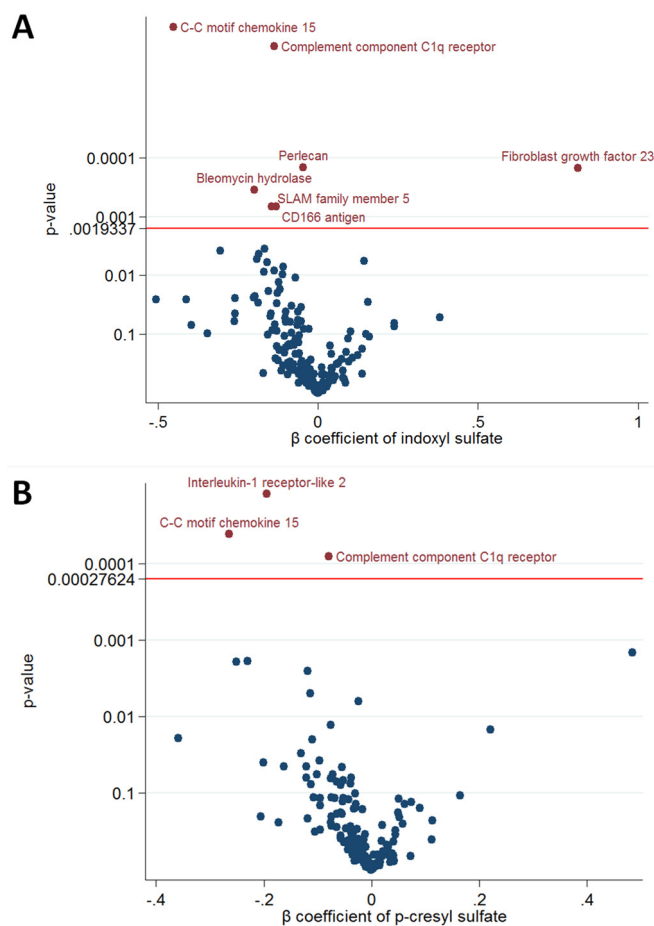 A
C-C motif chemokine 15
Complement component C1q receptor
0.0001
Perlecan
Fibroblast growth factor 23
Bleomycin hydrolase
SLAM family member 5
CD166 antigen
0.001
.0019337
0.01
0.1
p-value
-.5 0 .5 1
β coefficient of indoxyl sulfate
B
Interleukin-1 receptor-like 2
C-C motif chemokine 15
Complement component C1q receptor
0.0001
0.00027624
0.001
0.01
0.1
p-value
-.4 -.2 0 .2 .4
β coefficient of p-cresyl sulfate